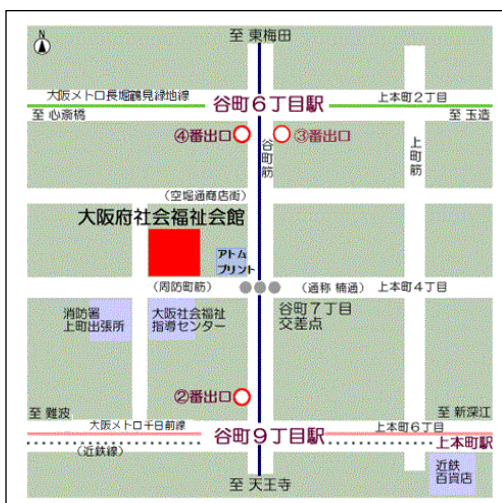 N
至 東梅田
大阪メトロ長堀鶴見緑地線
上本町2丁目
谷町6丁目駅
至 心斎橋
至 玉造
④番出口
③番出口
谷町筋
上町筋
(空堀通商店街)
大阪府社会福祉会館
アトム
プリント
(周防町筋)
(通称 楠通)
上本町4丁目
消防署
上町出張所
大阪社会福祉
指導センター
谷町7丁目
交差点
②番出口
至 難波
至 新深江
大阪メトロ千日前線
上本町6丁目
谷町9丁目駅
上本町駅
(近鉄線)
近鉄
百貨店
至 天王寺